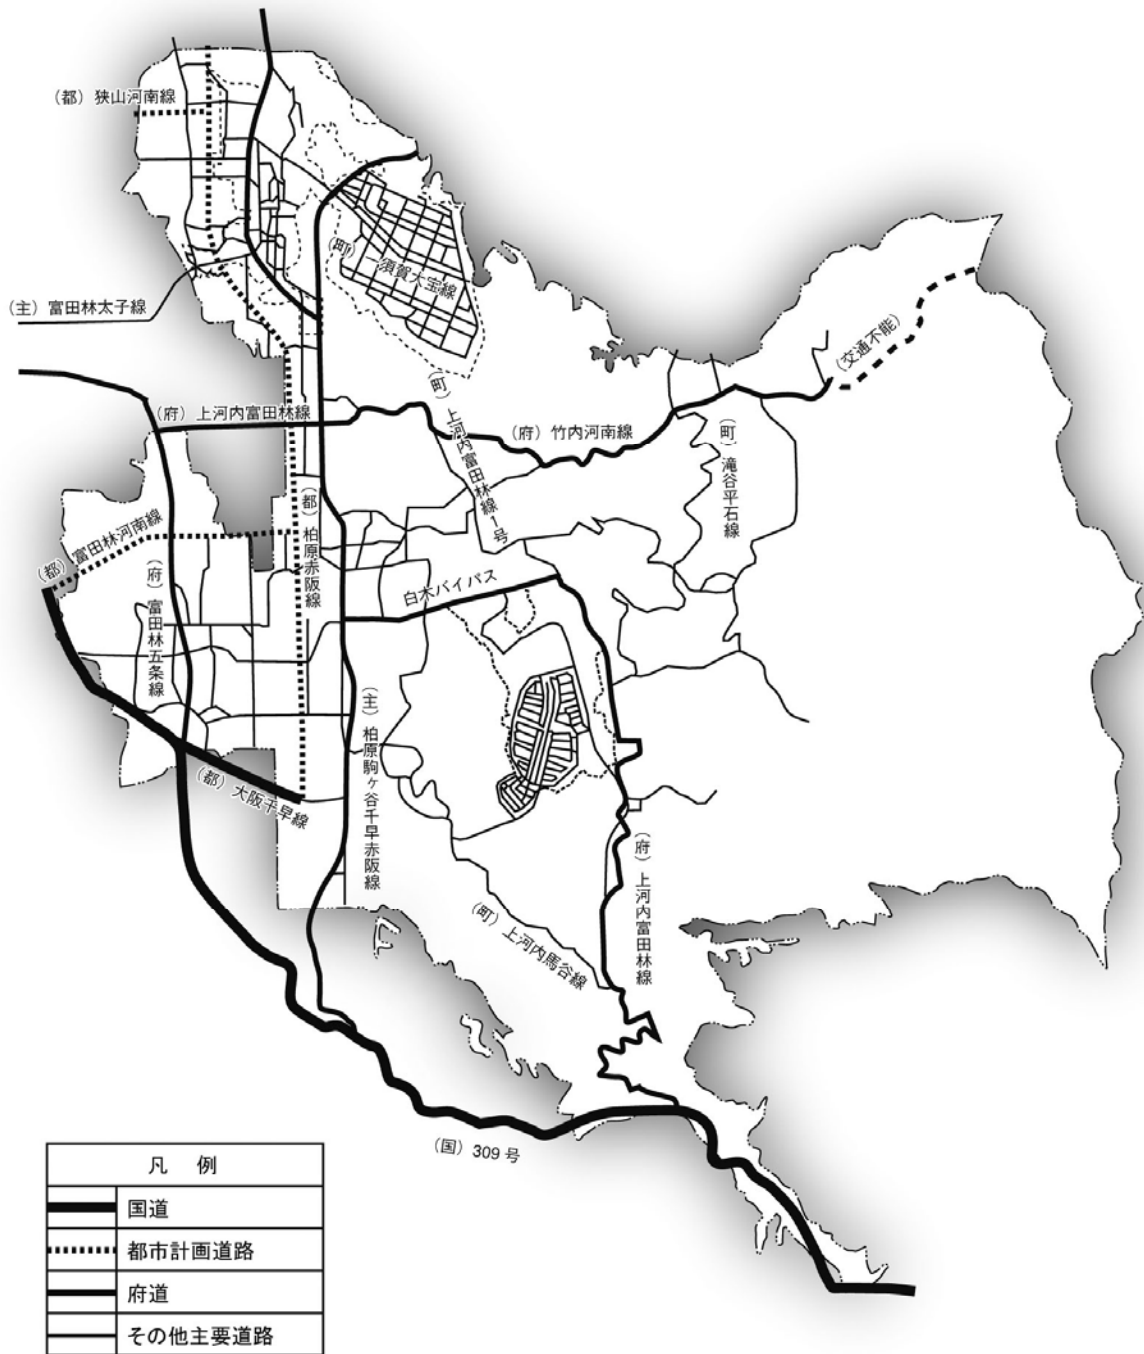 （都）狭山河南線
（町）一須賀大宝線
（主）富田林太子線
（交通不能）
（府）上河内富田林線
（町）上河内富田林線1号
（府）竹内河南線
（町）滝谷平石線
（都）富田林河南線
（都）柏原赤阪線
（府）富田林五条線
白木バイパス
（主）柏原駒ヶ谷千早赤阪線
（都）大阪千早線
（府）上河内富田林線
（町）上河内馬谷線
（国）309号
凡例
国道
都市計画道路
府道
その他主要道路